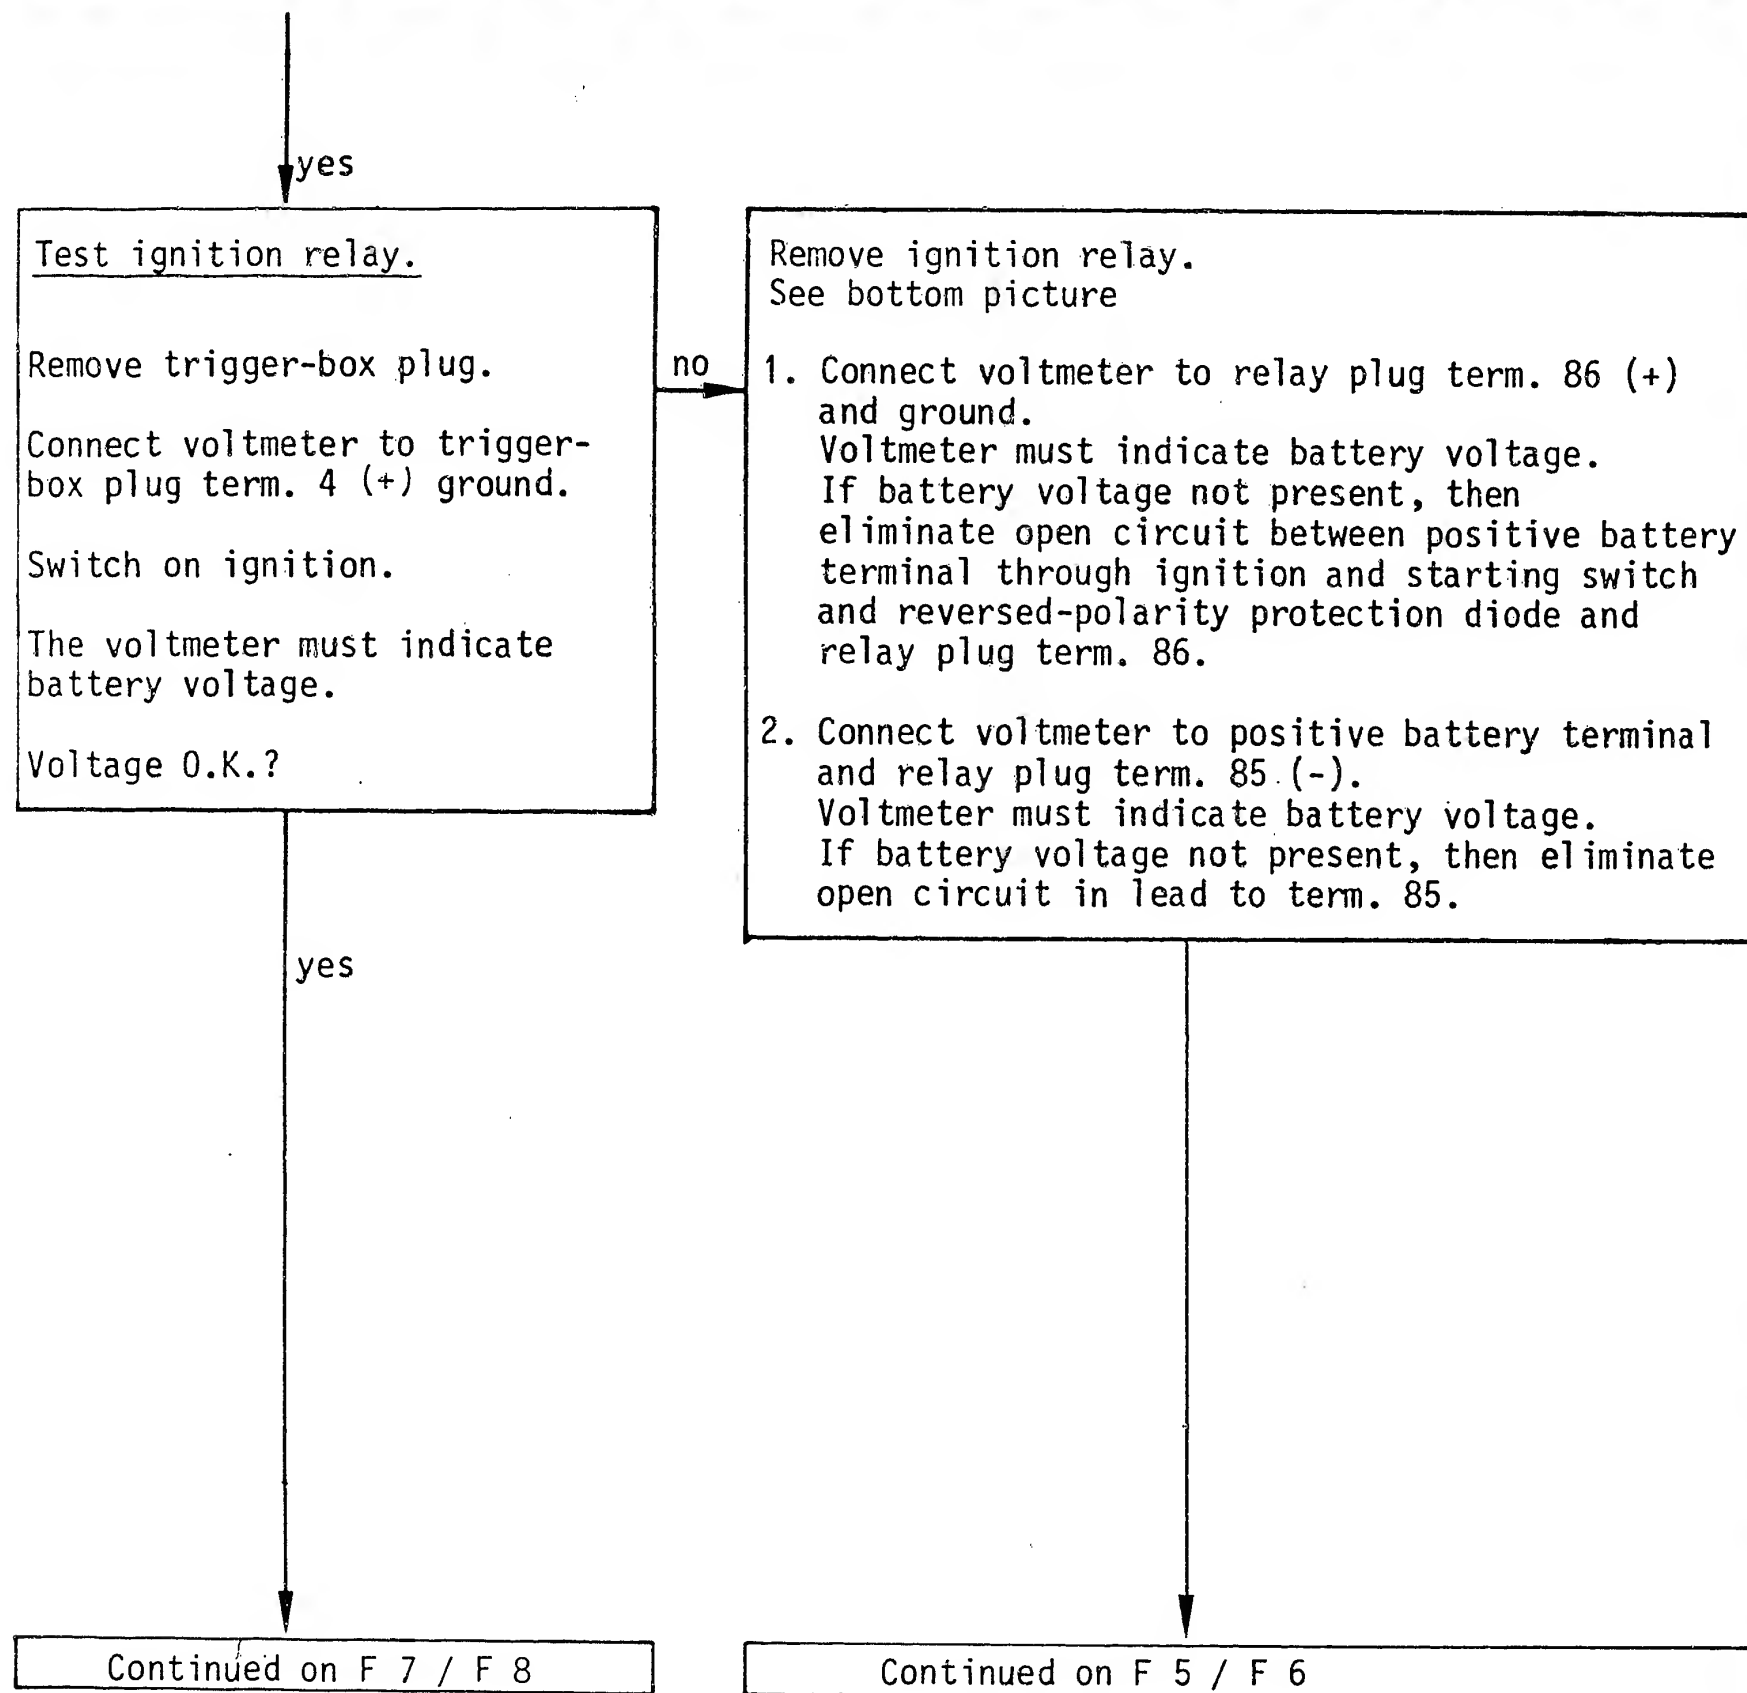 yes
Test ignition relay.
Remove trigger-box plug.
Connect voltmeter to trigger-
box plug term. 4 (+) ground.
Switch on ignition.
The voltmeter must indicate
battery voltage.
Voltage O.K.?
no
Remove ignition relay.
See bottom picture
1. Connect voltmeter to relay plug term. 86 (+)
and ground.
Voltmeter must indicate battery voltage.
If battery voltage not present, then
eliminate open circuit between positive battery
terminal through ignition and starting switch
and reversed-polarity protection diode and
relay plug term. 86.
2. Connect voltmeter to positive battery terminal
and relay plug term. 85 (-).
Voltmeter must indicate battery voltage.
If battery voltage not present, then eliminate
open circuit in lead to term. 85.
yes
Continued on F 7 / F 8
Continued on F 5 / F 6